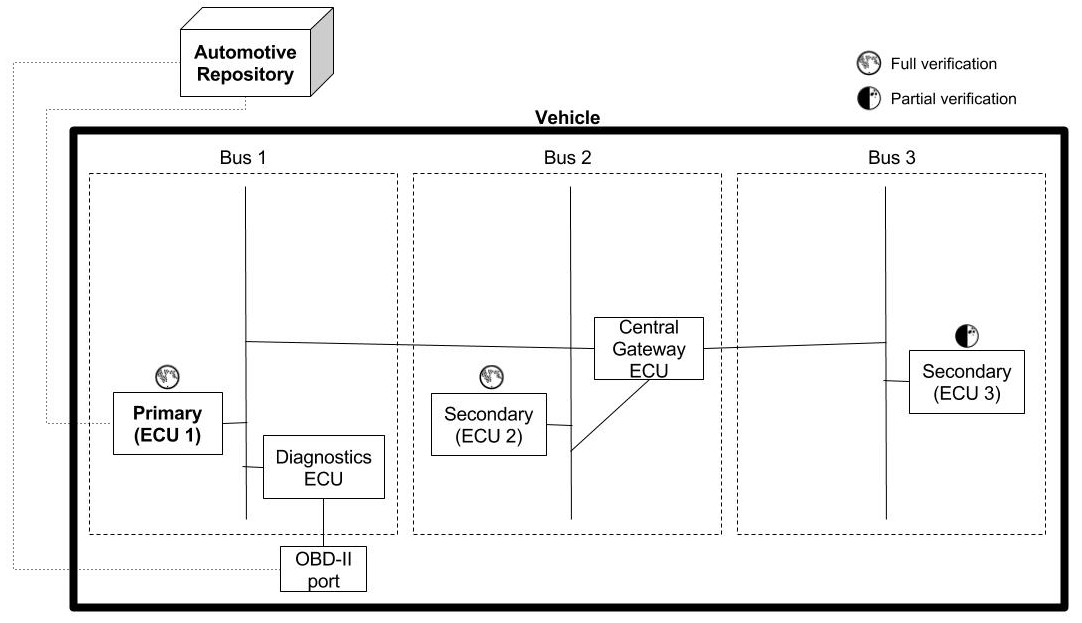 Automotive
Repository
Full verification
Partial verification
Vehicle
Bus 1
Bus 2
Bus 3
Central
Gateway
ECU
Primary
(ECU 1)
Secondary
(ECU 2)
Secondary
(ECU 3)
Diagnostics
ECU
OBD-II
port